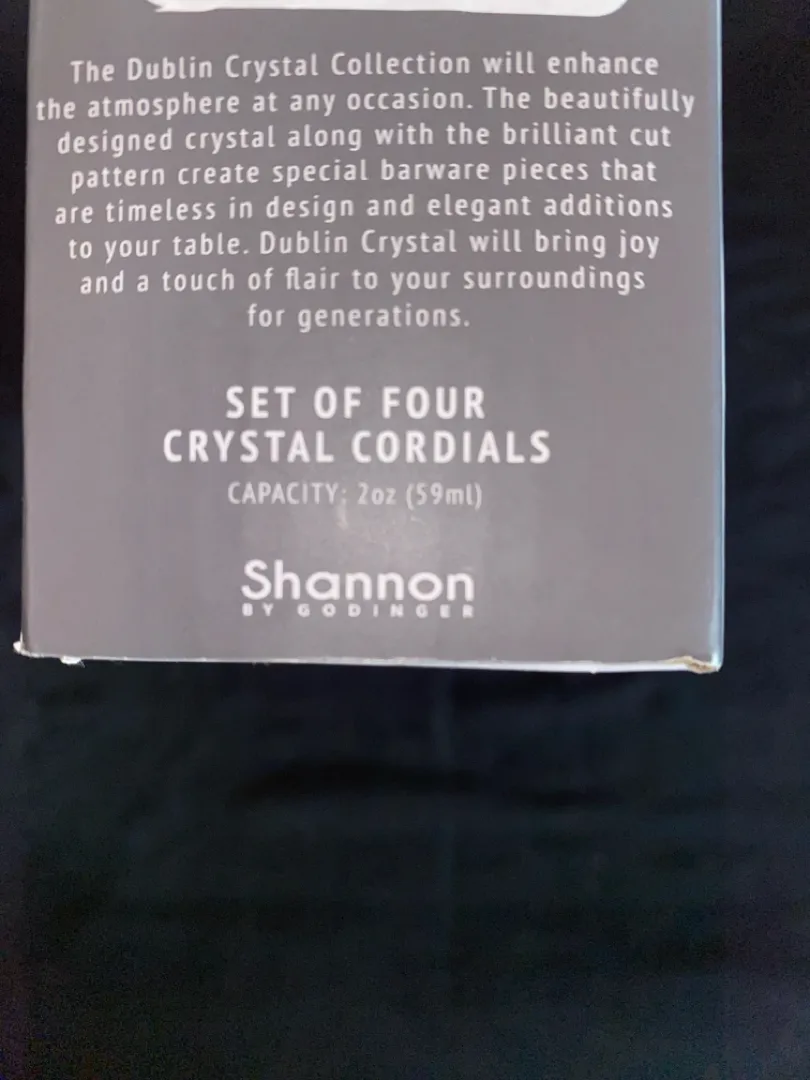 The Dublin Crystal Collection will enhance
the atmosphere at any occasion. The beautifully
designed crystal along with the brilliant cut
pattern create special barware pieces that
are timeless in design and elegant additions
to your table. Dublin Crystal will bring joy
and a touch of flair to your surroundings
for generations.
SET OF FOUR
CRYSTAL CORDIALS
CAPACITY: 2oz (59ml)
Shannon
BY GODINGER